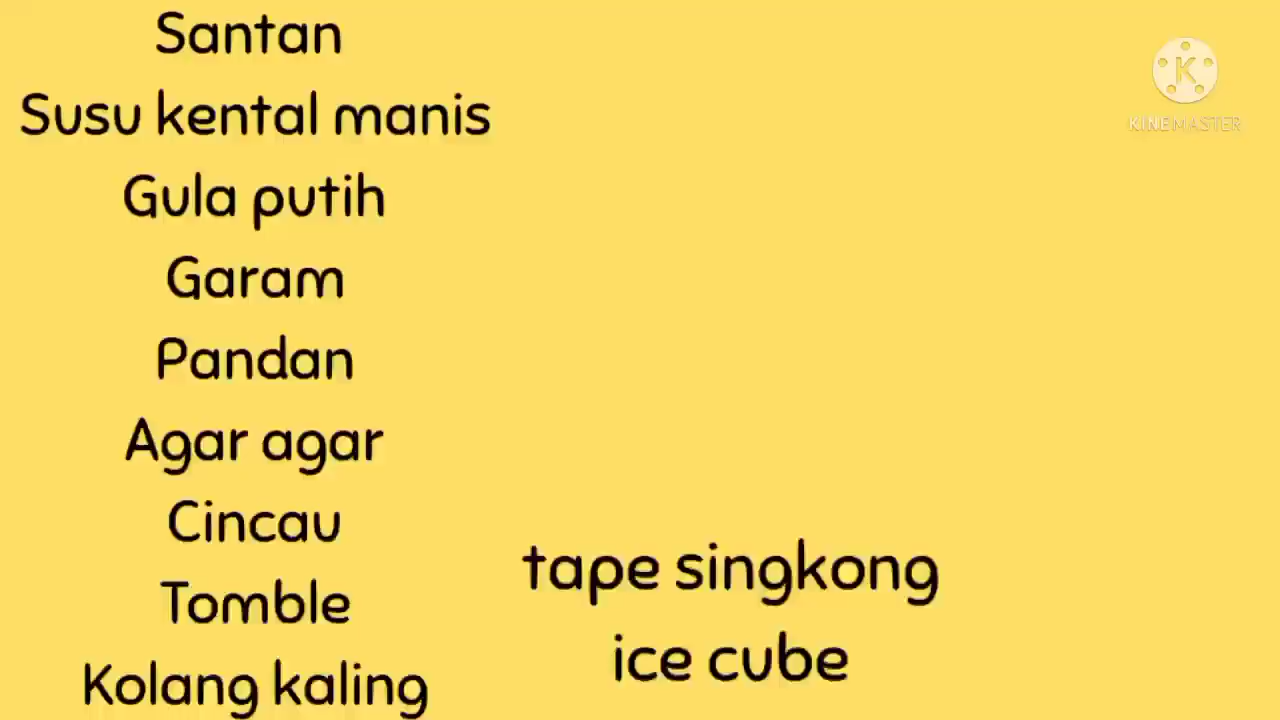 Santan
Susu kental manis
Gula putih
Garam
Pandan
Agar agar
Cincau
Tomble
Kolang kaling
tape singkong
ice cube
KINEMASTER